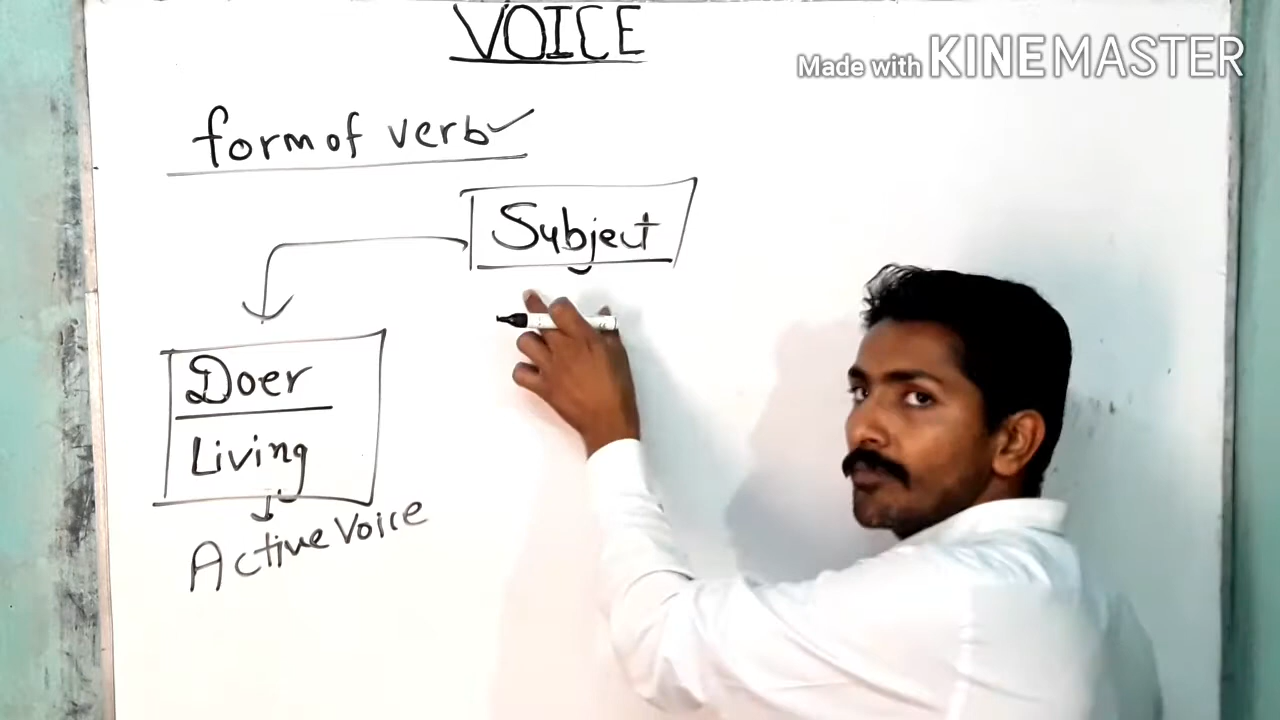 VOICE
Made with KINEMASTER
form of verb
Subject
Doer
Living
Active Voice